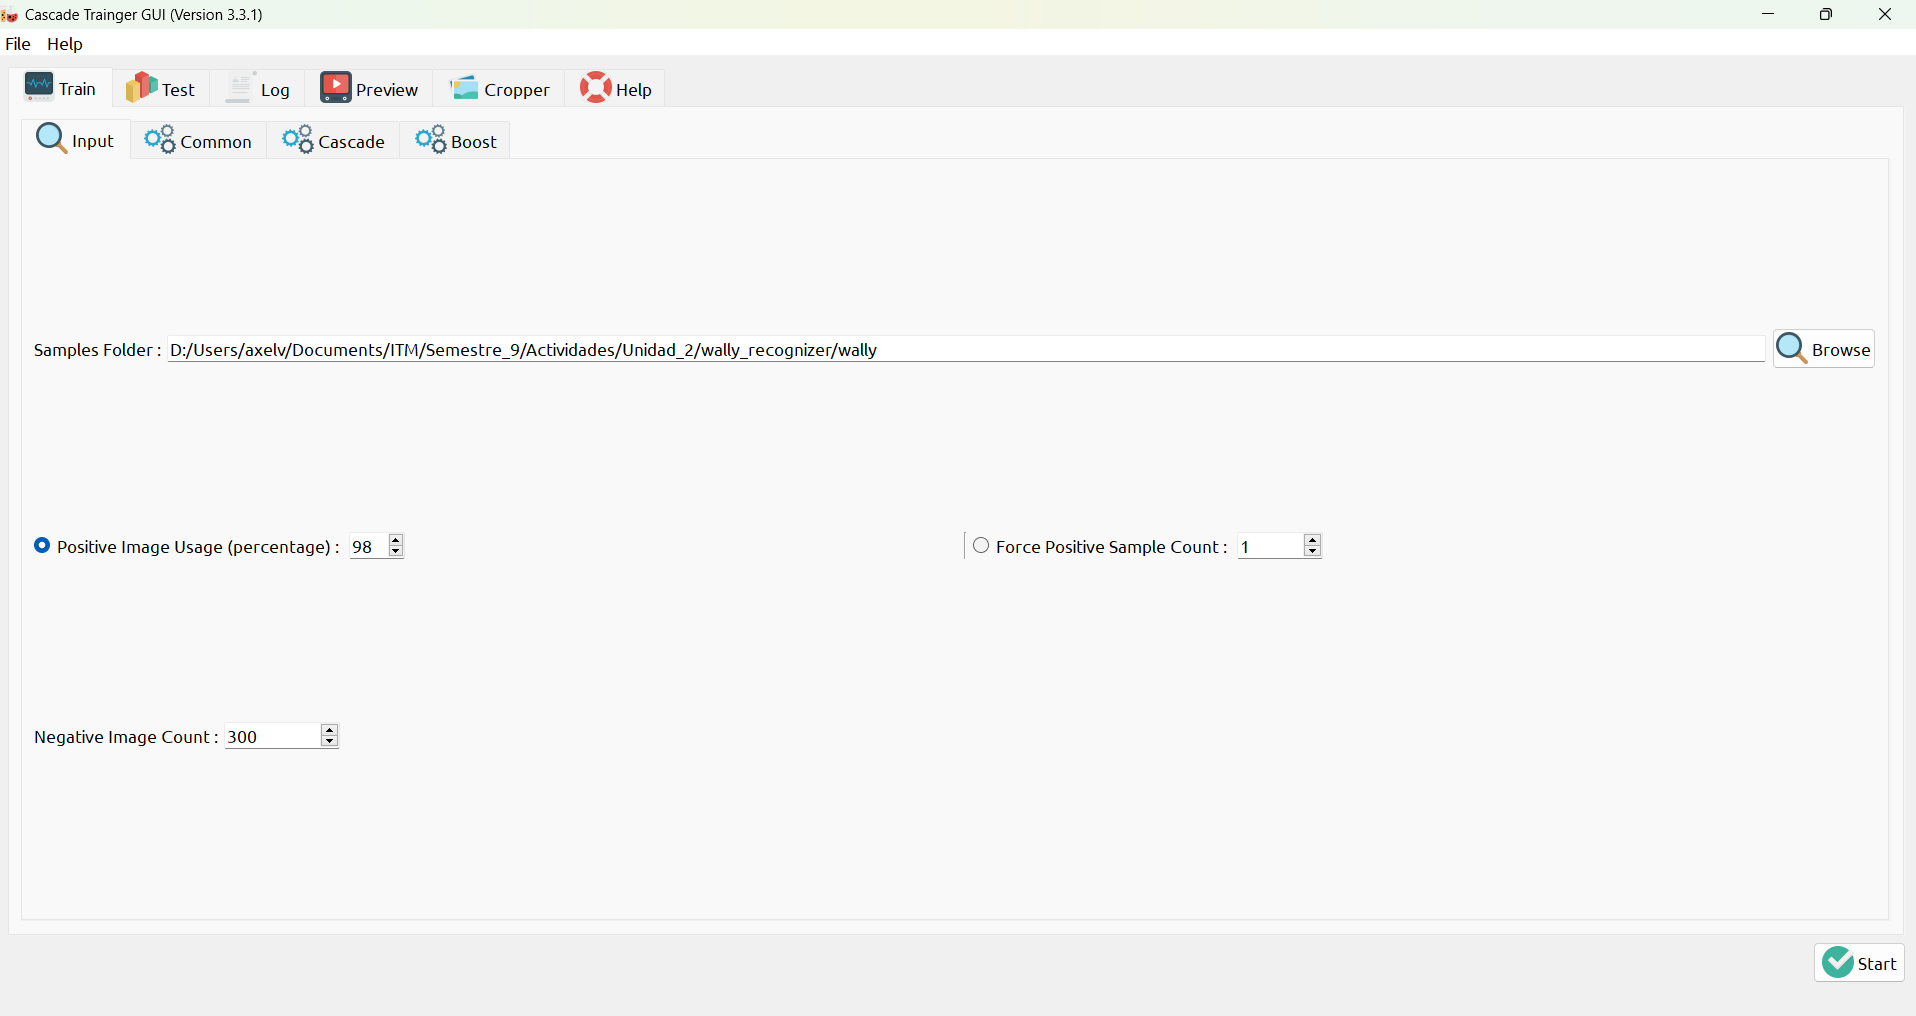 Cascade Trainger GUI (Version 3.3.1)
File Help
Train Test Log Preview Cropper Help
Input Common Cascade Boost
Samples Folder : D:/Users/axelv/Documents/ITM/Semestre_9/Actividades/Unidad_2/wally_recognizer/wally Browse
Positive Image Usage (percentage) : 98 Force Positive Sample Count : 1
Negative Image Count : 300
Start